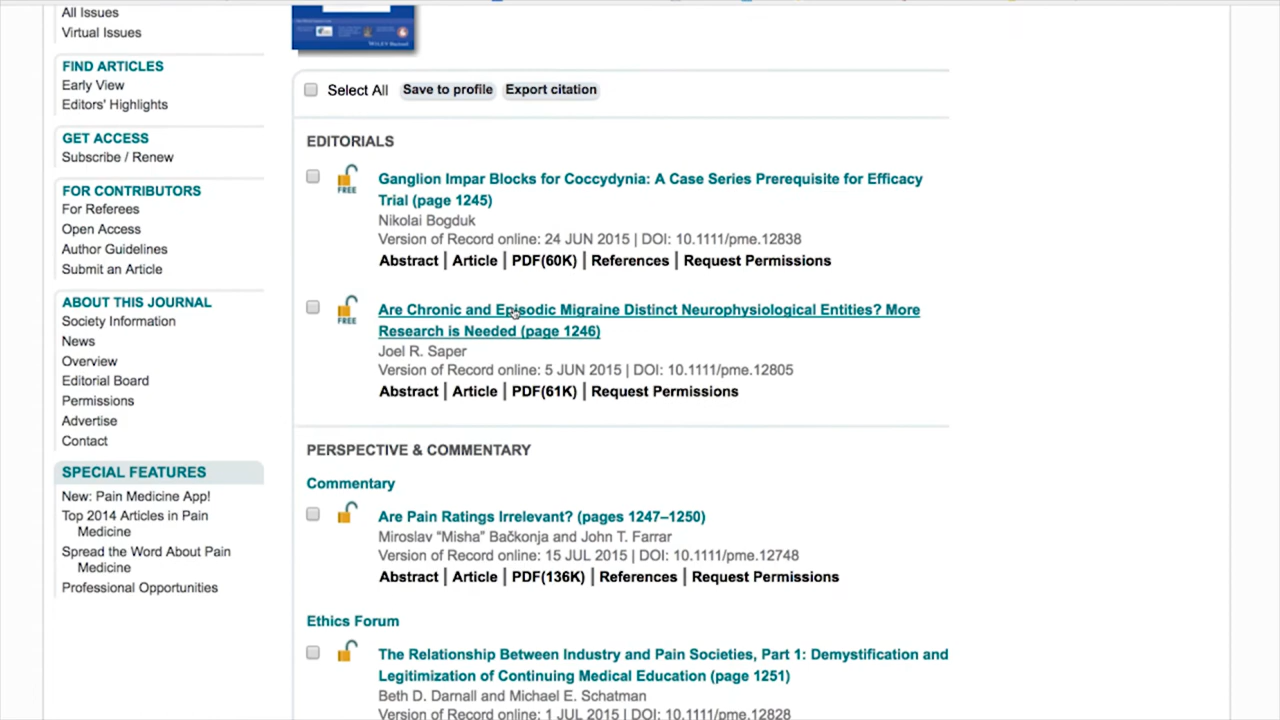 All Issues
Virtual Issues
FIND ARTICLES
Early View
Editors' Highlights
GET ACCESS
Subscribe / Renew
FOR CONTRIBUTORS
For Referees
Open Access
Author Guidelines
Submit an Article
ABOUT THIS JOURNAL
Society Information
News
Overview
Editorial Board
Permissions
Advertise
Contact
SPECIAL FEATURES
New: Pain Medicine App!
Top 2014 Articles in Pain
Medicine
Spread the Word About Pain
Medicine
Professional Opportunities
Select All Save to profile Export citation
EDITORIALS
FREE
Ganglion Impar Blocks for Coccydynia: A Case Series Prerequisite for Efficacy
Trial (page 1245)
Nikolai Bogduk
Version of Record online: 24 JUN 2015 | DOI: 10.1111/pme.12838
Abstract | Article | PDF(60K) | References | Request Permissions
FREE
Are Chronic and Episodic Migraine Distinct Neurophysiological Entities? More
Research is Needed (page 1246)
Joel R. Saper
Version of Record online: 5 JUN 2015 | DOI: 10.1111/pme.12805
Abstract | Article | PDF(61K) | Request Permissions
PERSPECTIVE & COMMENTARY
Commentary
Are Pain Ratings Irrelevant? (pages 1247–1250)
Miroslav “Misha” Bačkonja and John T. Farrar
Version of Record online: 15 JUL 2015 | DOI: 10.1111/pme.12748
Abstract | Article | PDF(136K) | References | Request Permissions
Ethics Forum
The Relationship Between Industry and Pain Societies, Part 1: Demystification and
Legitimization of Continuing Medical Education (page 1251)
Beth D. Darnall and Michael E. Schatman
Version of Record online: 1 JUL 2015 | DOI: 10.1111/pme.12828